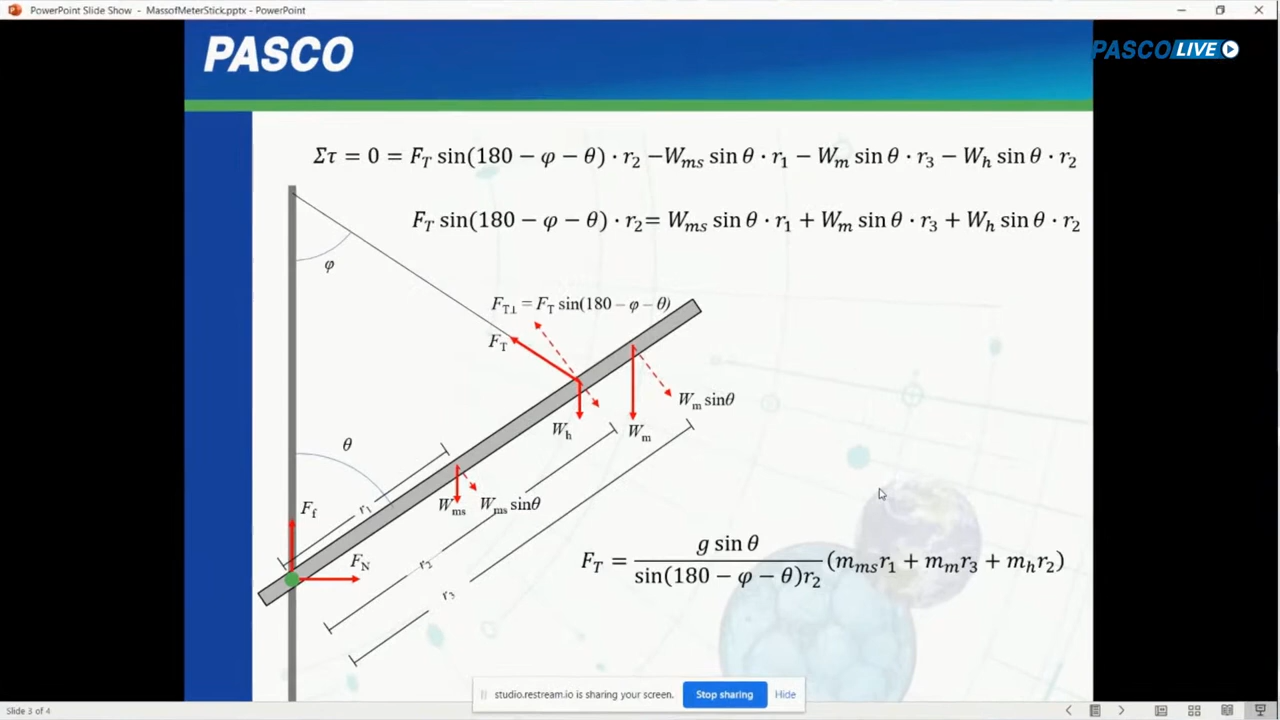 PowerPoint Slide Show - MassofMeterStick.pptx - PowerPoint
PASCO
PASCO LIVE
Στ = 0 = F_T sin(180 − φ − θ) · r₂ −W_ms sin θ · r₁ − W_m sin θ · r₃ − W_h sin θ · r₂
F_T sin(180 − φ − θ) · r₂= W_ms sin θ · r₁ + W_m sin θ · r₃ + W_h sin θ · r₂
φ
F_T⊥ = F_T sin(180 – φ – θ)
F_T
W_m sinθ
W_h
W_m
θ
r₁
W_ms
W_ms sinθ
F_f
F_N
r₂
r₃
F_T = g sin θ / sin(180 − φ − θ)r₂ (m_ms r₁ + m_m r₃ + m_h r₂)
studio.restream.io is sharing your screen.
Stop sharing
Hide
Slide 3 of 4